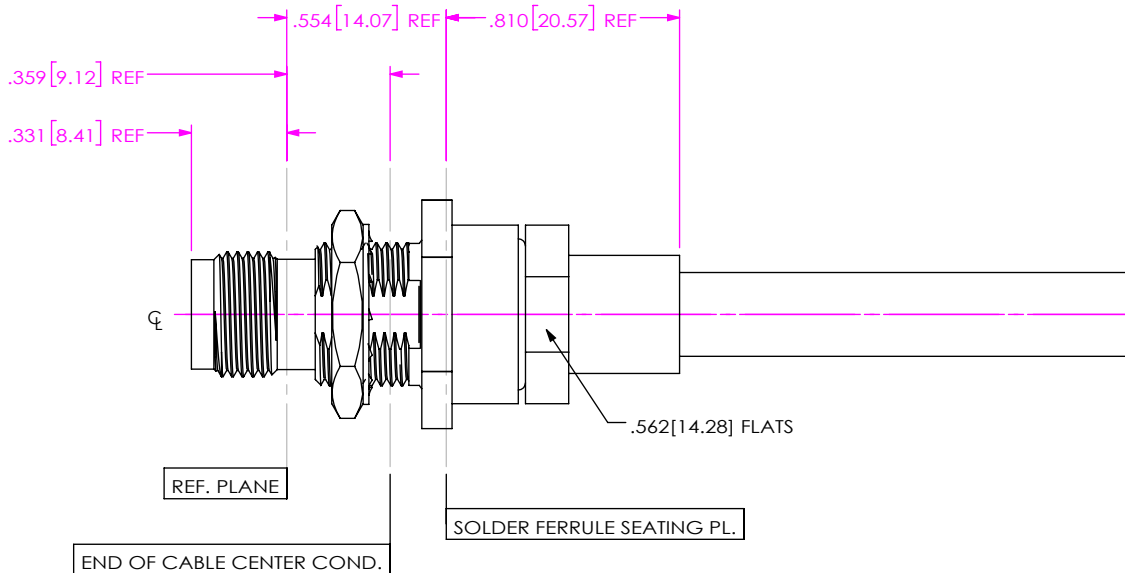 .554[14.07] REF
.810[20.57] REF
.359[9.12] REF
.331[8.41] REF
℄
.562[14.28] FLATS
REF. PLANE
SOLDER FERRULE SEATING PL.
END OF CABLE CENTER COND.